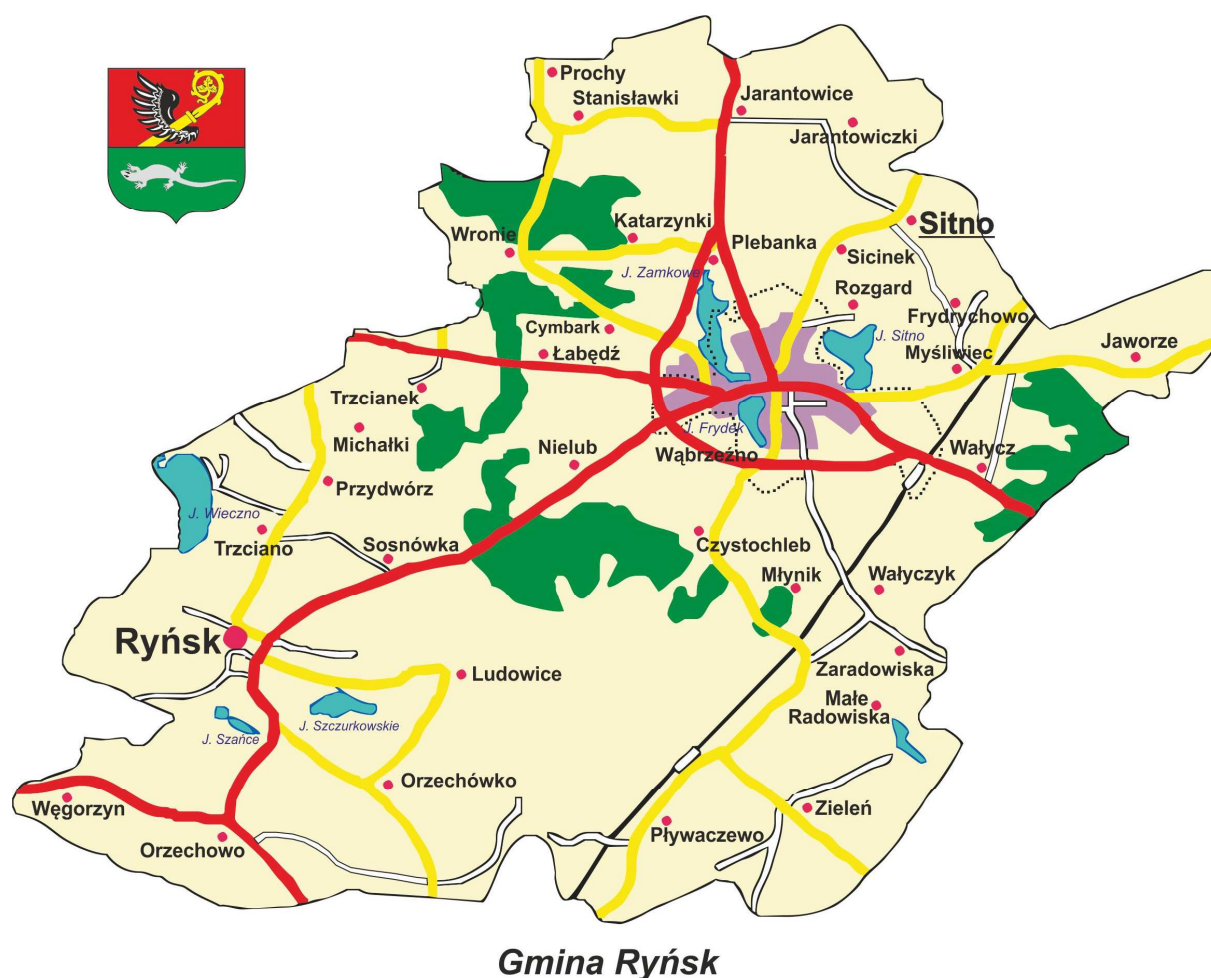 Prochy
Stanisławki
Jarantowice
Jarantowiczki
Katarzynki
Sitno
Wronie
Plebanka
Sicinek
J. Zamkowe
Rozgard
Frydrychowo
Cymbark
J. Sitno
Łabędź
Myśliwiec
Jaworze
Trzcianek
J. Frydek
Michałki
Nielub
Wąbrzeźno
Wałycz
Przydwórz
J. Wieczno
Trzciano
Sosnówka
Czystochleb
Młynik
Wałyczyk
Ryńsk
Ludowice
Zaradowiska
Małe
Radowiska
J. Szczurkowskie
J. Szańce
Orzechówko
Węgorzyn
Zieleń
Pływaczewo
Orzechowo
Gmina Ryńsk